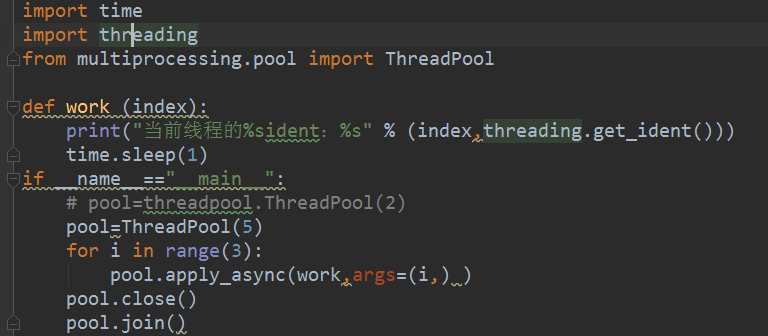 import time
import threading
from multiprocessing.pool import ThreadPool
def work (index):
    print("当前线程的%sident：%s" % (index,threading.get_ident()))
    time.sleep(1)
if __name__=="__main__":
    # pool=threadpool.ThreadPool(2)
    pool=ThreadPool(5)
    for i in range(3):
        pool.apply_async(work,args=(i,) )
    pool.close()
    pool.join()